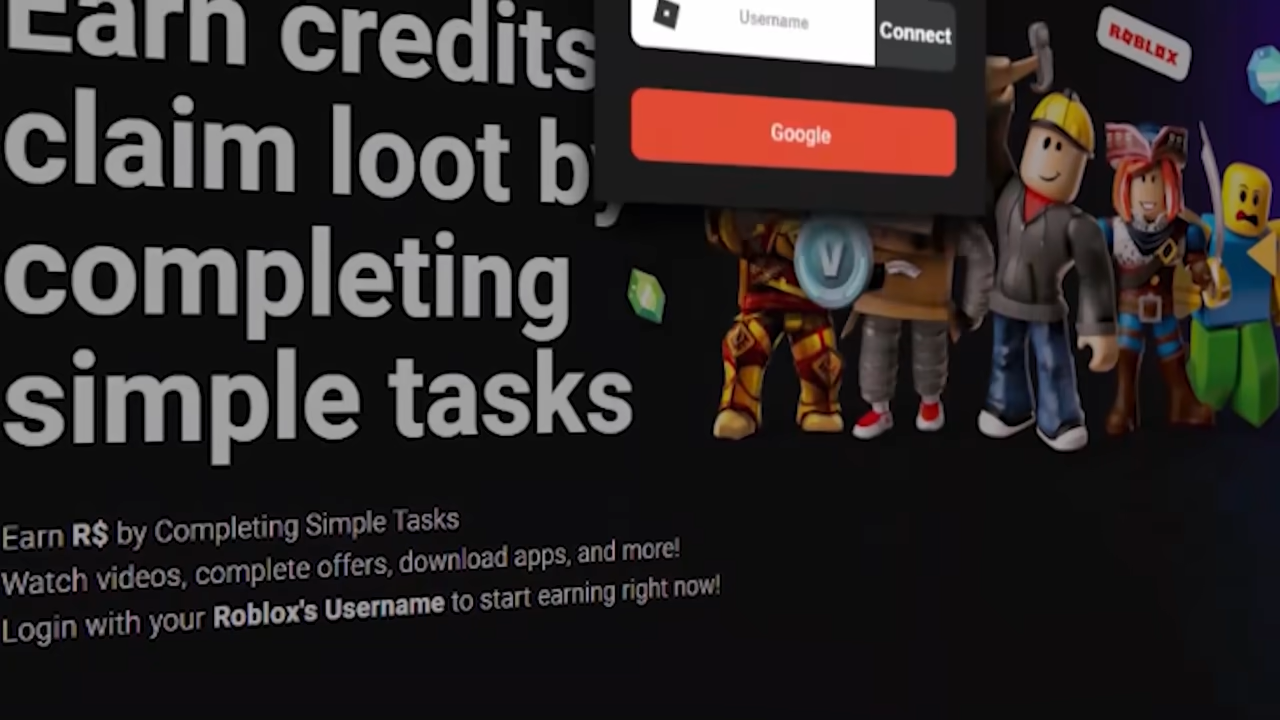 Earn credits
claim loot by
completing
simple tasks
Username
Connect
Google
ROBLOX
V
Earn R$ by Completing Simple Tasks
Watch videos, complete offers, download apps, and more!
Login with your Roblox's Username to start earning right now!